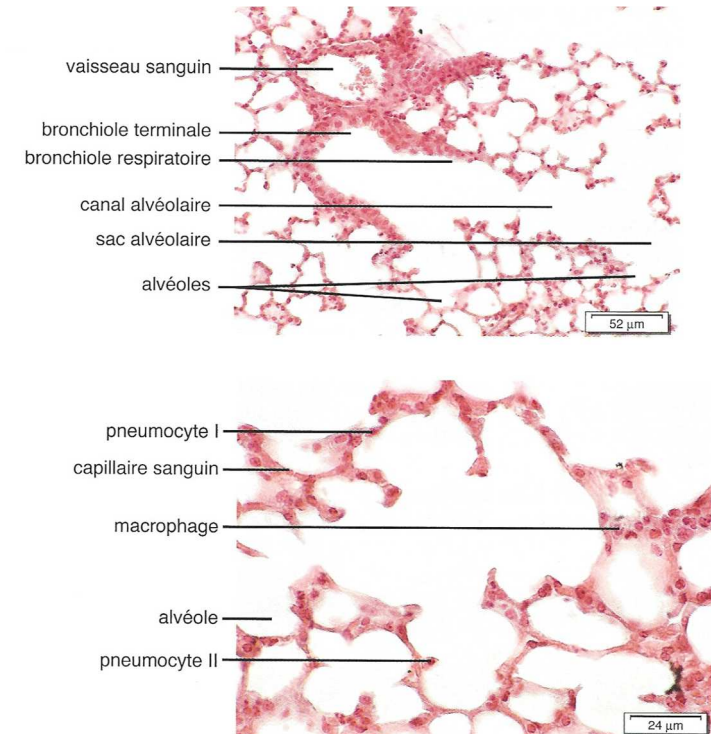 vaisseau sanguin
bronchiole terminale
bronchiole respiratoire
canal alvéolaire
sac alvéolaire
alvéoles
52 µm
pneumocyte I
capillaire sanguin
macrophage
alvéole
pneumocyte II
24 µm